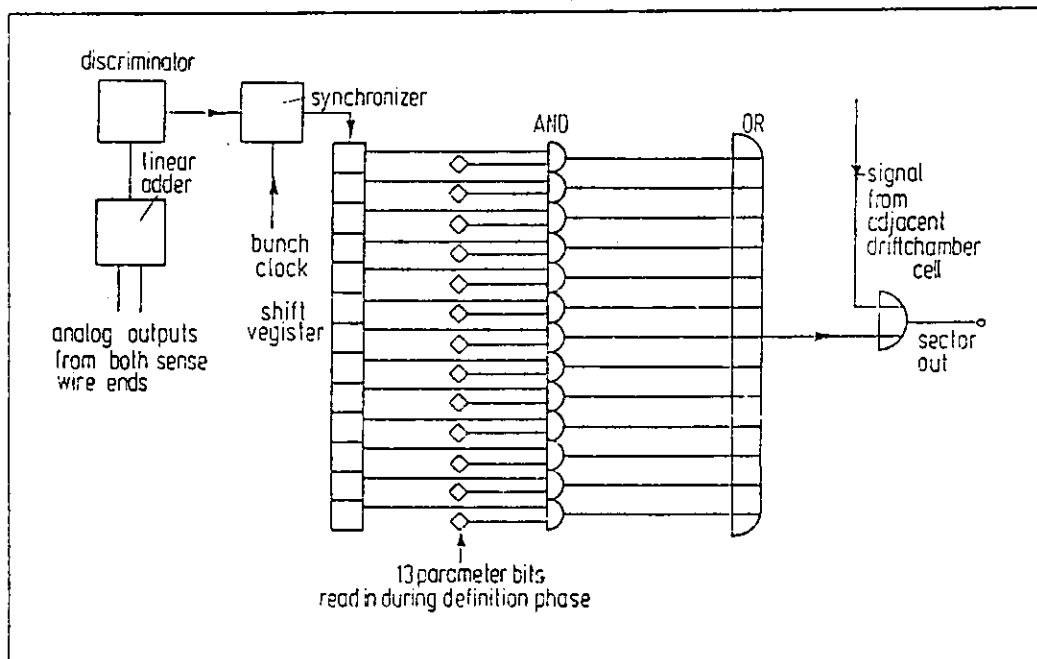 discriminator
synchronizer
linear
adder
bunch
clock
shift
vegister
analog outputs
from both sense
wire ends
AND
OR
signal
from
adjacent
driftchamber
cell
sector
out
13 parameter bits
read in during definition phase